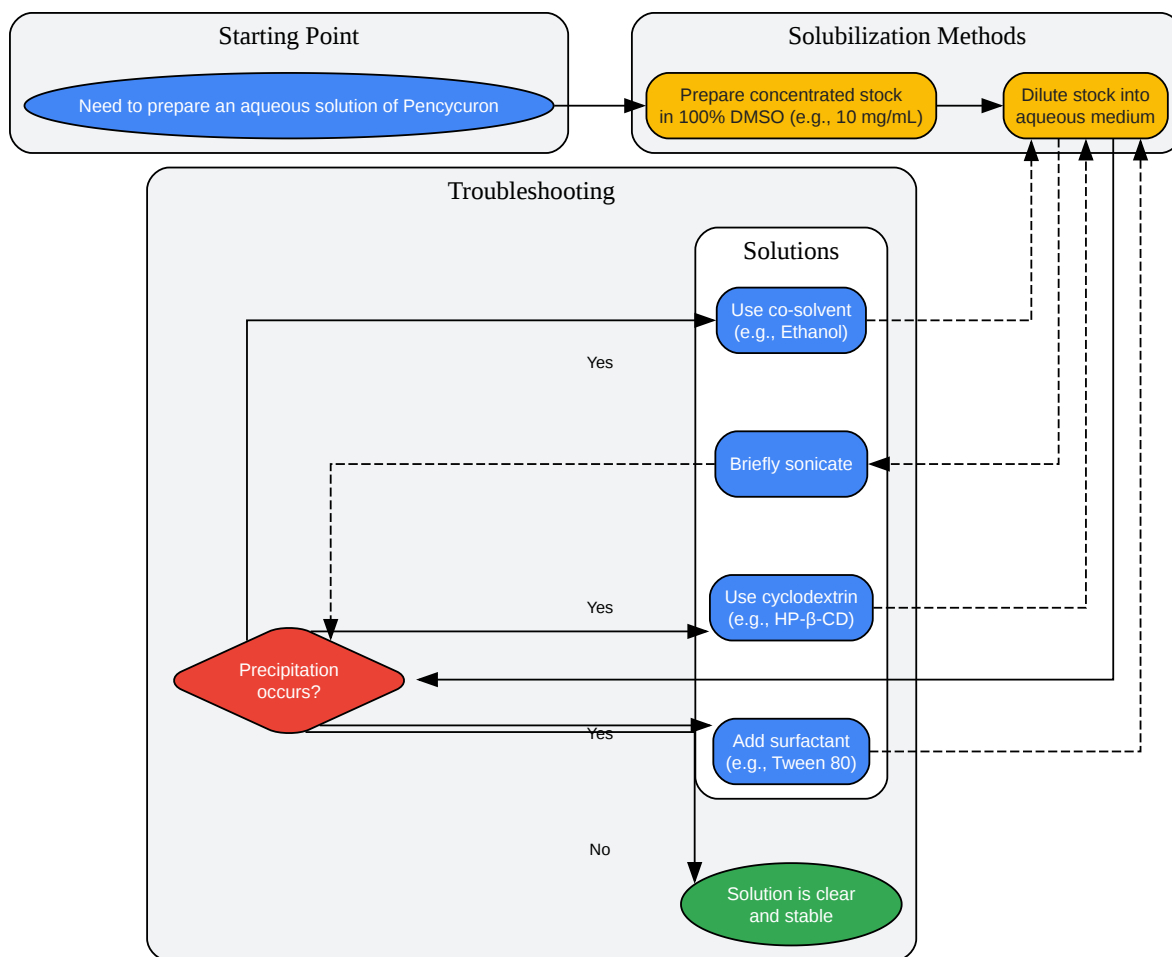 Starting Point
Need to prepare an aqueous solution of Pencycuron
Solubilization Methods
Prepare concentrated stock
in 100% DMSO (e.g., 10 mg/mL)
Dilute stock into
aqueous medium
Troubleshooting
Solutions
Use co-solvent
(e.g., Ethanol)
Yes
Briefly sonicate
Use cyclodextrin
(e.g., HP-β-CD)
Yes
Precipitation
occurs?
Add surfactant
(e.g., Tween 80)
Yes
No
Solution is clear
and stable